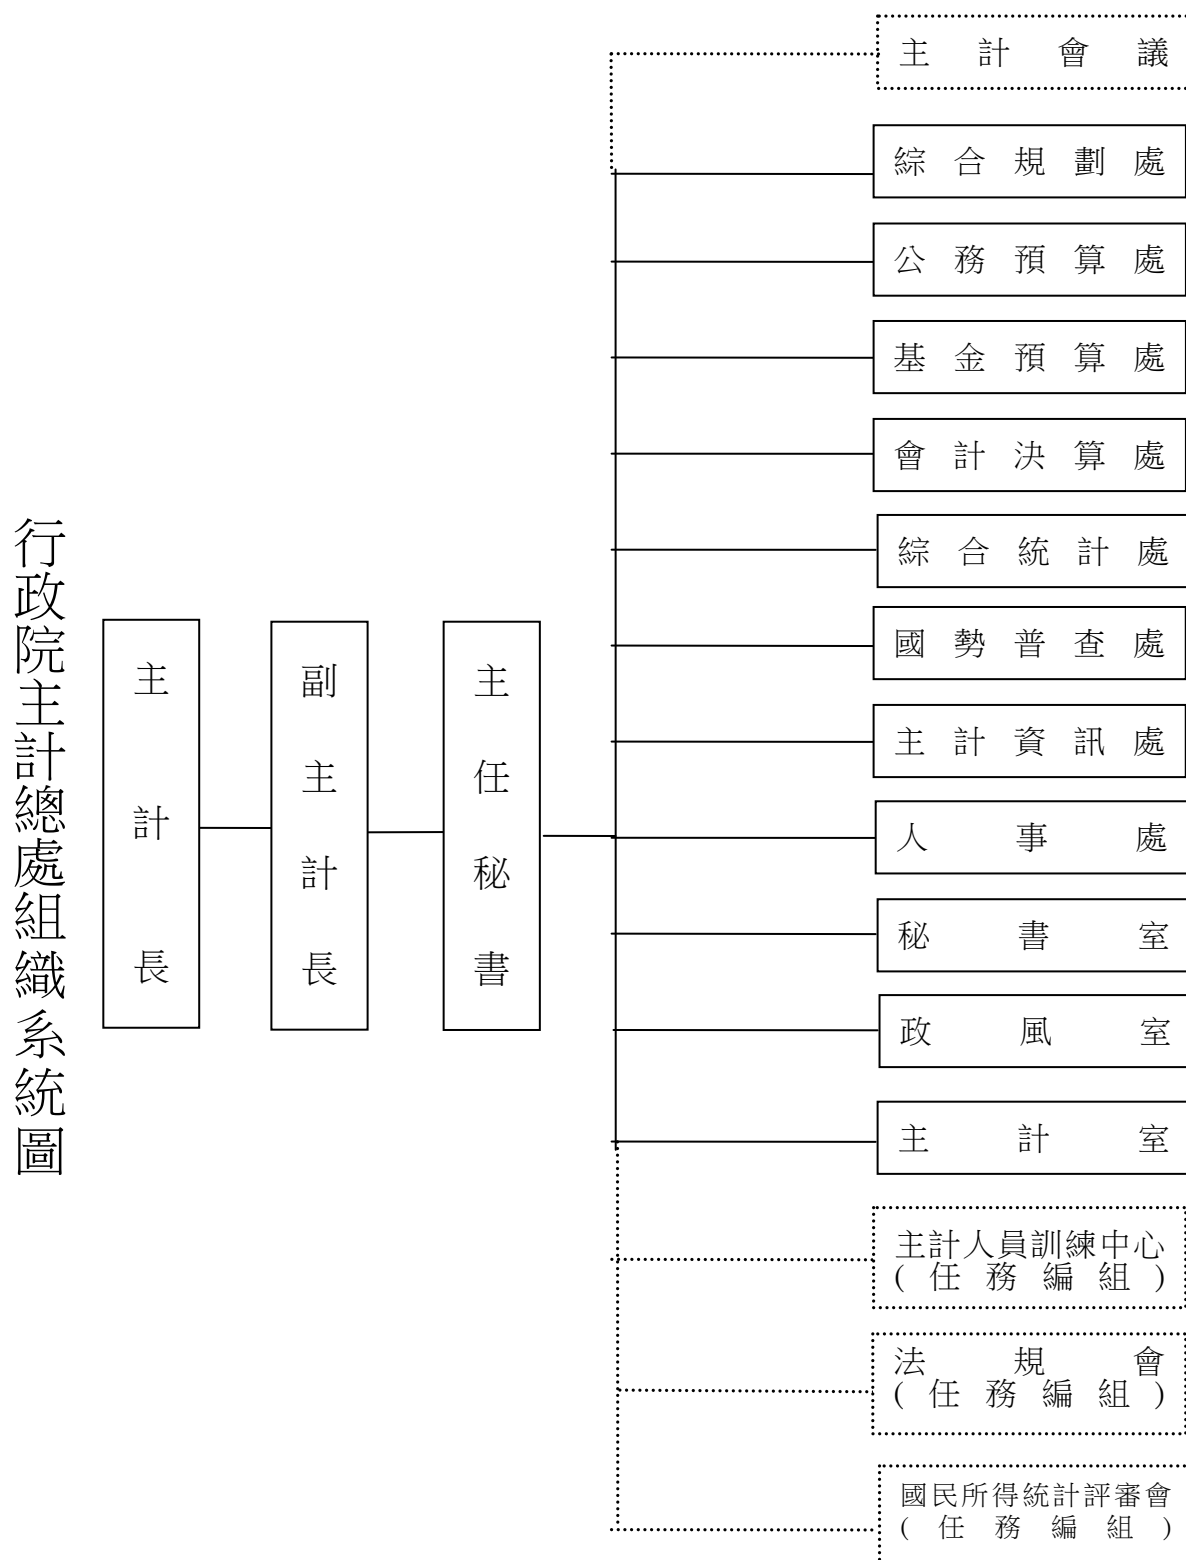 行政院主計總處組織系統圖
主計長
副主計長
主任秘書
主計會議
綜合規劃處
公務預算處
基金預算處
會計決算處
綜合統計處
國勢普查處
主計資訊處
人事處
秘書室
政風室
主計室
主計人員訓練中心
(任務編組)
法規會
(任務編組)
國民所得統計評審會
(任務編組)